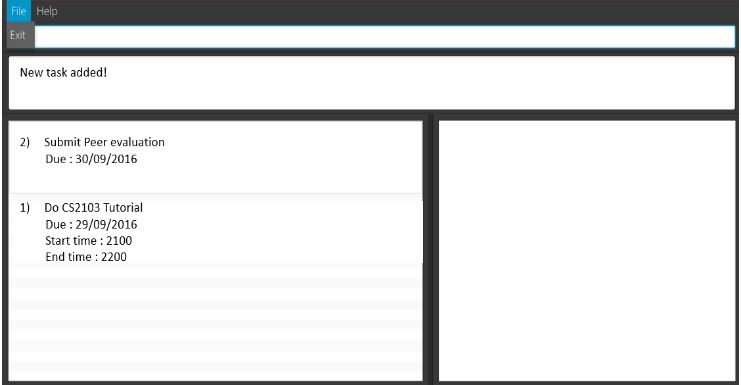 File Help
Exit
New task added!
2) Submit Peer evaluation
Due : 30/09/2016
1) Do CS2103 Tutorial
Due : 29/09/2016
Start time : 2100
End time : 2200